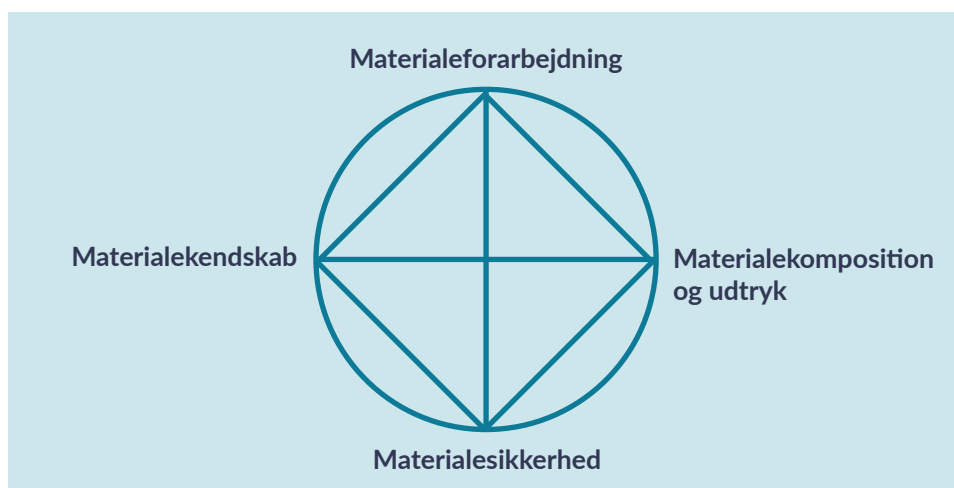 Materialeforarbejdning
Materialekendskab
Materialekomposition
og udtryk
Materialesikkerhed